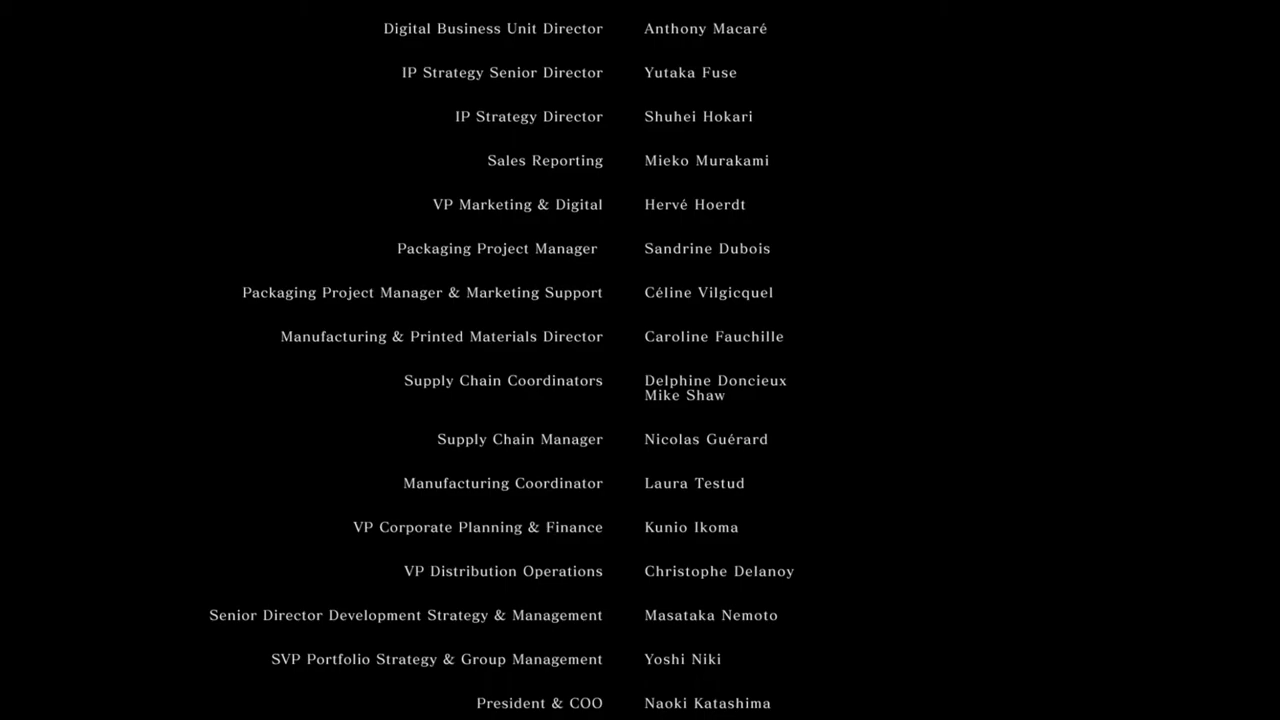 Digital Business Unit Director Anthony Macaré
IP Strategy Senior Director Yutaka Fuse
IP Strategy Director Shuhei Hokari
Sales Reporting Mieko Murakami
VP Marketing & Digital Hervé Hoerdt
Packaging Project Manager Sandrine Dubois
Packaging Project Manager & Marketing Support Céline Vilgicquel
Manufacturing & Printed Materials Director Caroline Fauchille
Supply Chain Coordinators Delphine Doncieux
Mike Shaw
Supply Chain Manager Nicolas Guérard
Manufacturing Coordinator Laura Testud
VP Corporate Planning & Finance Kunio Ikoma
VP Distribution Operations Christophe Delanoy
Senior Director Development Strategy & Management Masataka Nemoto
SVP Portfolio Strategy & Group Management Yoshi Niki
President & COO Naoki Katashima